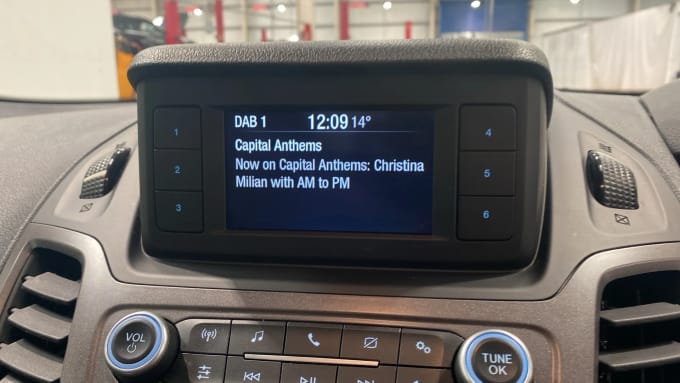 DAB 1 12:09 14°
Capital Anthems
Now on Capital Anthems: Christina
Milian with AM to PM
1
2
3
4
5
6
VOL
TUNE
OK